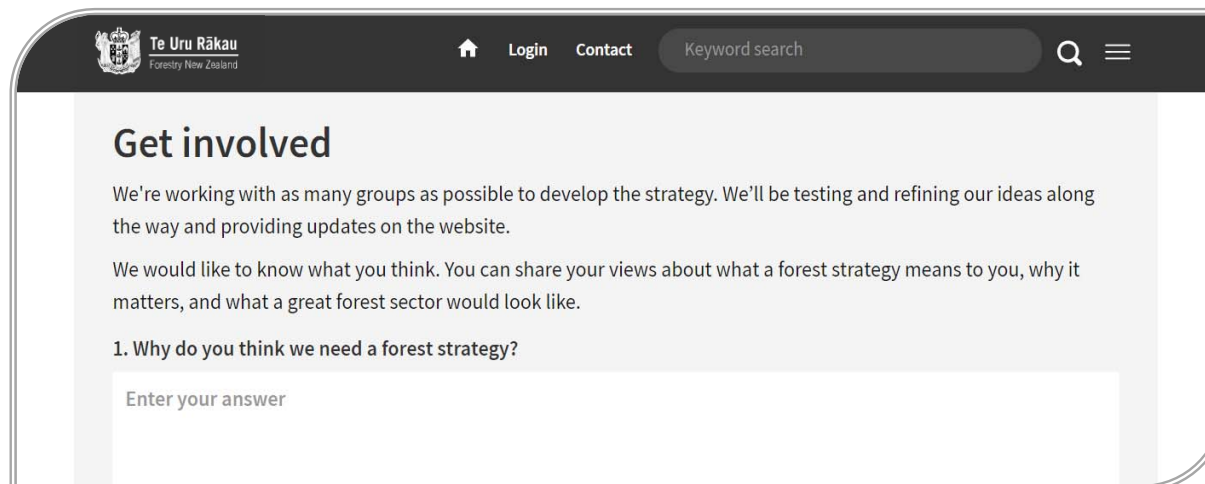 Te Uru Rākau
Forestry New Zealand
Login Contact Keyword search
Get involved
We're working with as many groups as possible to develop the strategy. We’ll be testing and refining our ideas along
the way and providing updates on the website.
We would like to know what you think. You can share your views about what a forest strategy means to you, why it
matters, and what a great forest sector would look like.
1. Why do you think we need a forest strategy?
Enter your answer